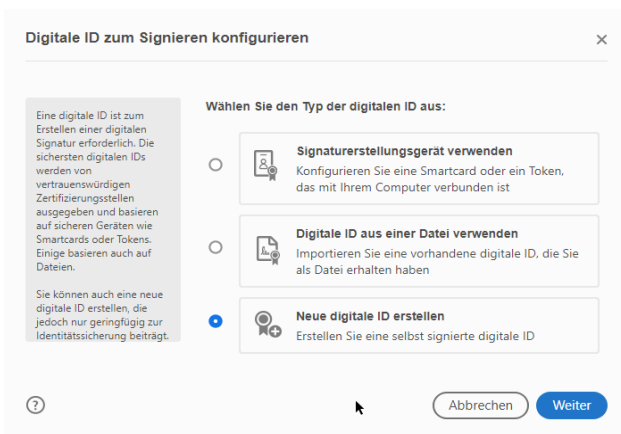 Digitale ID zum Signieren konfigurieren
Eine digitale ID ist zum
Erstellen einer digitalen
Signatur erforderlich. Die
sichersten digitalen IDs
werden von
vertrauenswürdigen
Zertifizierungsstellen
ausgegeben und basieren
auf sicheren Geräten wie
Smartcards oder Tokens.
Einige basieren auch auf
Dateien.
Sie können auch eine neue
digitale ID erstellen, die
jedoch nur geringfügig zur
Identitätssicherung beiträgt.
Wählen Sie den Typ der digitalen ID aus:
Signaturerstellungsgerät verwenden
Konfigurieren Sie eine Smartcard oder ein Token,
das mit Ihrem Computer verbunden ist
Digitale ID aus einer Datei verwenden
Importieren Sie eine vorhandene digitale ID, die Sie
als Datei erhalten haben
Neue digitale ID erstellen
Erstellen Sie eine selbst signierte digitale ID
?
Abbrechen
Weiter